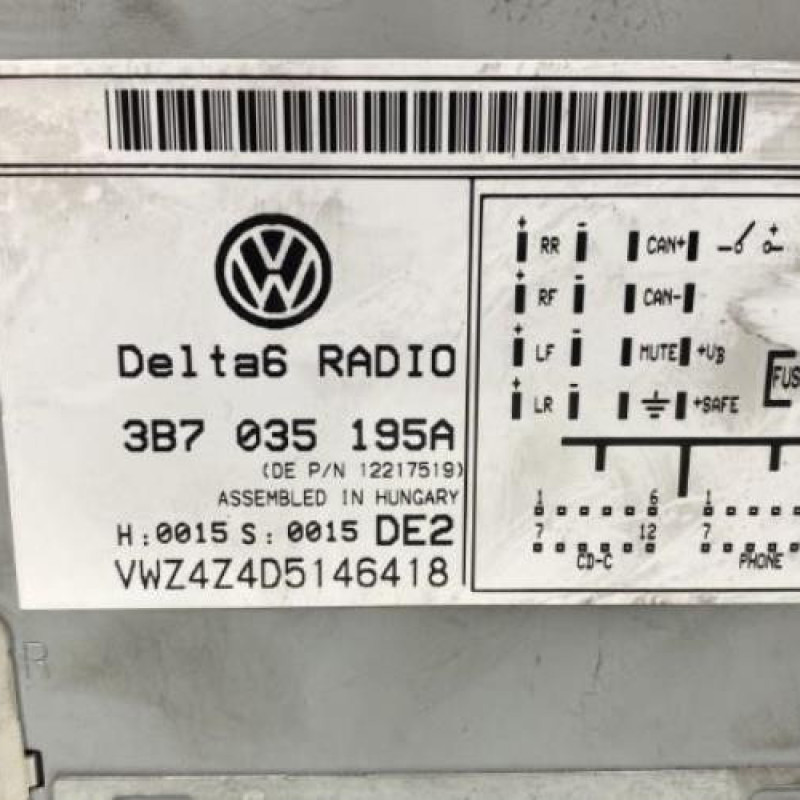 Delta6 RADIO
3B7 035 195A
(DE P/N 12217519)
ASSEMBLED IN HUNGARY
H:0015 S: 0015 DE2
VWZ4Z4D5146418
+ RR - CAN+ +
+ RF - CAN-
+ LF - MUTE +UB
+ LR - +SAFE
FUS
1 6 1
7 12 7
CD-C PHONE
R